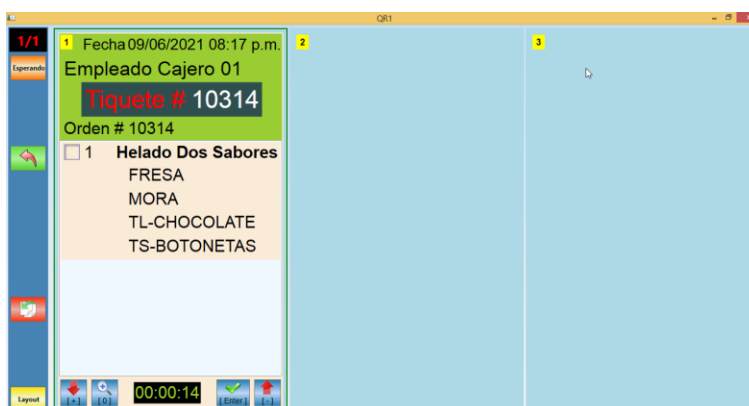 QR1
1/1
Esperando
Layout
1
Fecha 09/06/2021 08:17 p.m.
Empleado Cajero 01
Tiquete # 10314
Orden # 10314
1 Helado Dos Sabores
FRESA
MORA
TL-CHOCOLATE
TS-BOTONETAS
[+]
[0]
00:00:14
[Enter]
[-]
2
3